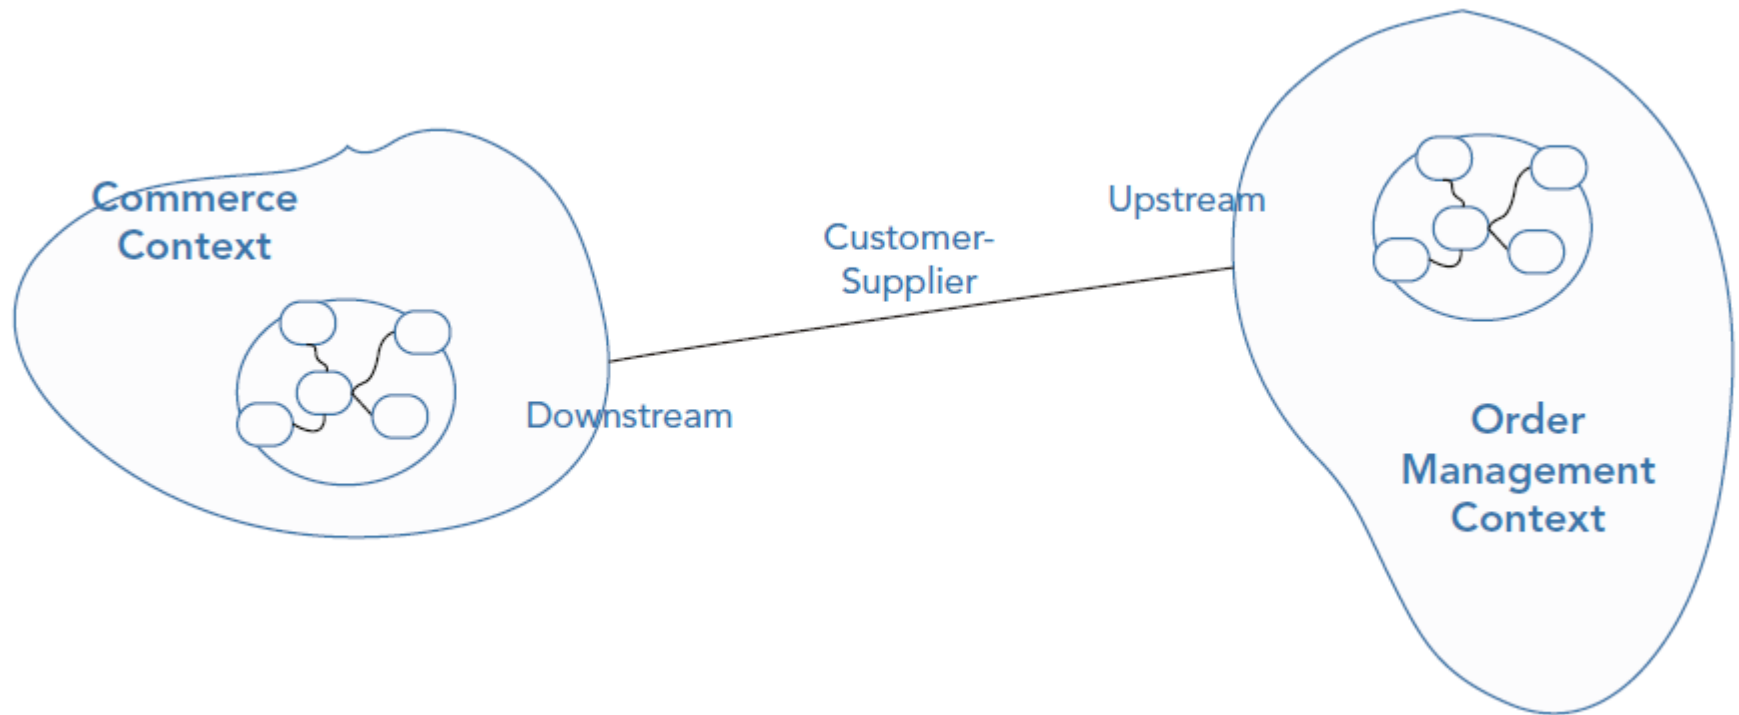 Commerce
Context
Downstream
Customer-
Supplier
Upstream
Order
Management
Context